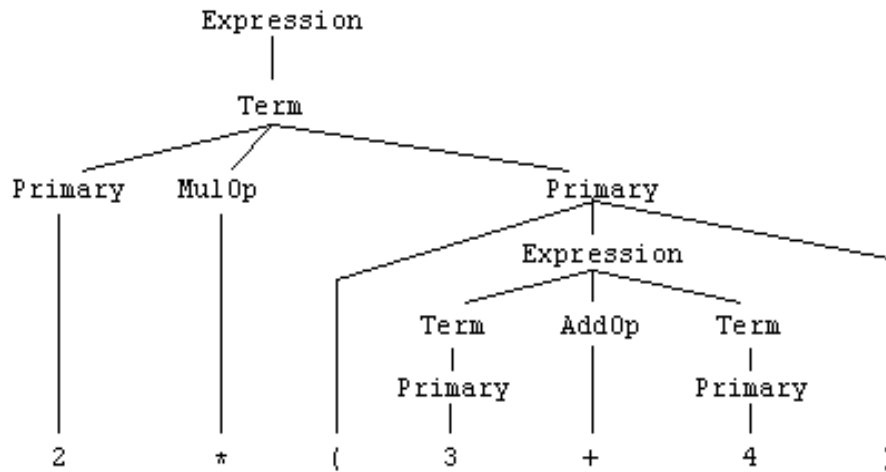 Expression
Term
Primary MulOp Primary
Expression
Term AddOp Term
Primary Primary
2 * ( 3 + 4